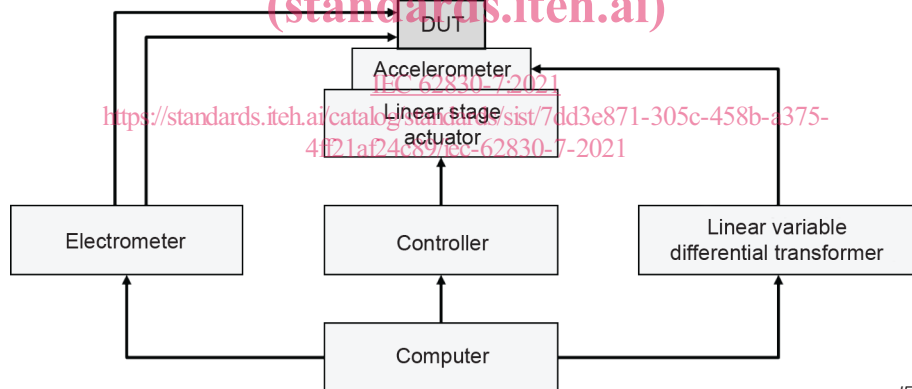 (standards.iteh.ai)
DUT
Accelerometer
IEC 62830-7:2021
Linear stage
https://standards.iteh.ai/catalog/standards/sist/7dd3e871-305c-458b-a375-
actuator
4ff21af24c89/iec-62830-7-2021
Electrometer
Controller
Linear variable
differential transformer
Computer